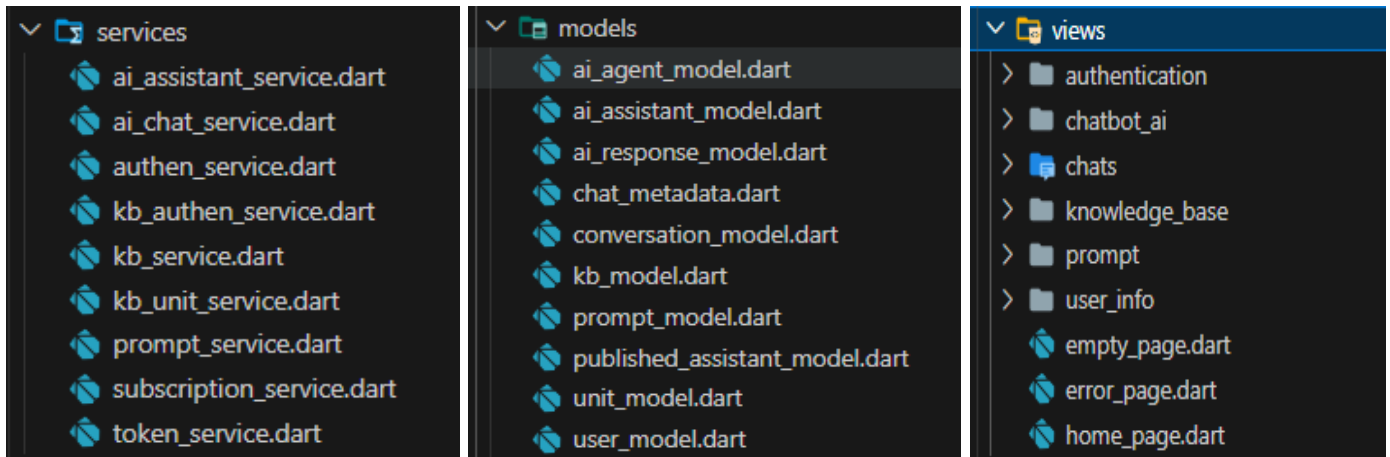 services
ai_assistant_service.dart
ai_chat_service.dart
authen_service.dart
kb_authen_service.dart
kb_service.dart
kb_unit_service.dart
prompt_service.dart
subscription_service.dart
token_service.dart
models
ai_agent_model.dart
ai_assistant_model.dart
ai_response_model.dart
chat_metadata.dart
conversation_model.dart
kb_model.dart
prompt_model.dart
published_assistant_model.dart
unit_model.dart
user_model.dart
views
authentication
chatbot_ai
chats
knowledge_base
prompt
user_info
empty_page.dart
error_page.dart
home_page.dart